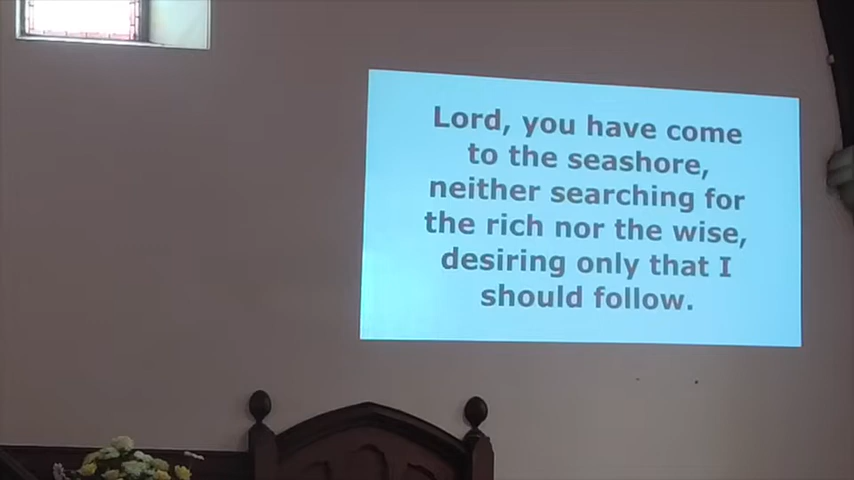 Lord, you have come
to the seashore,
neither searching for
the rich nor the wise,
desiring only that I
should follow.